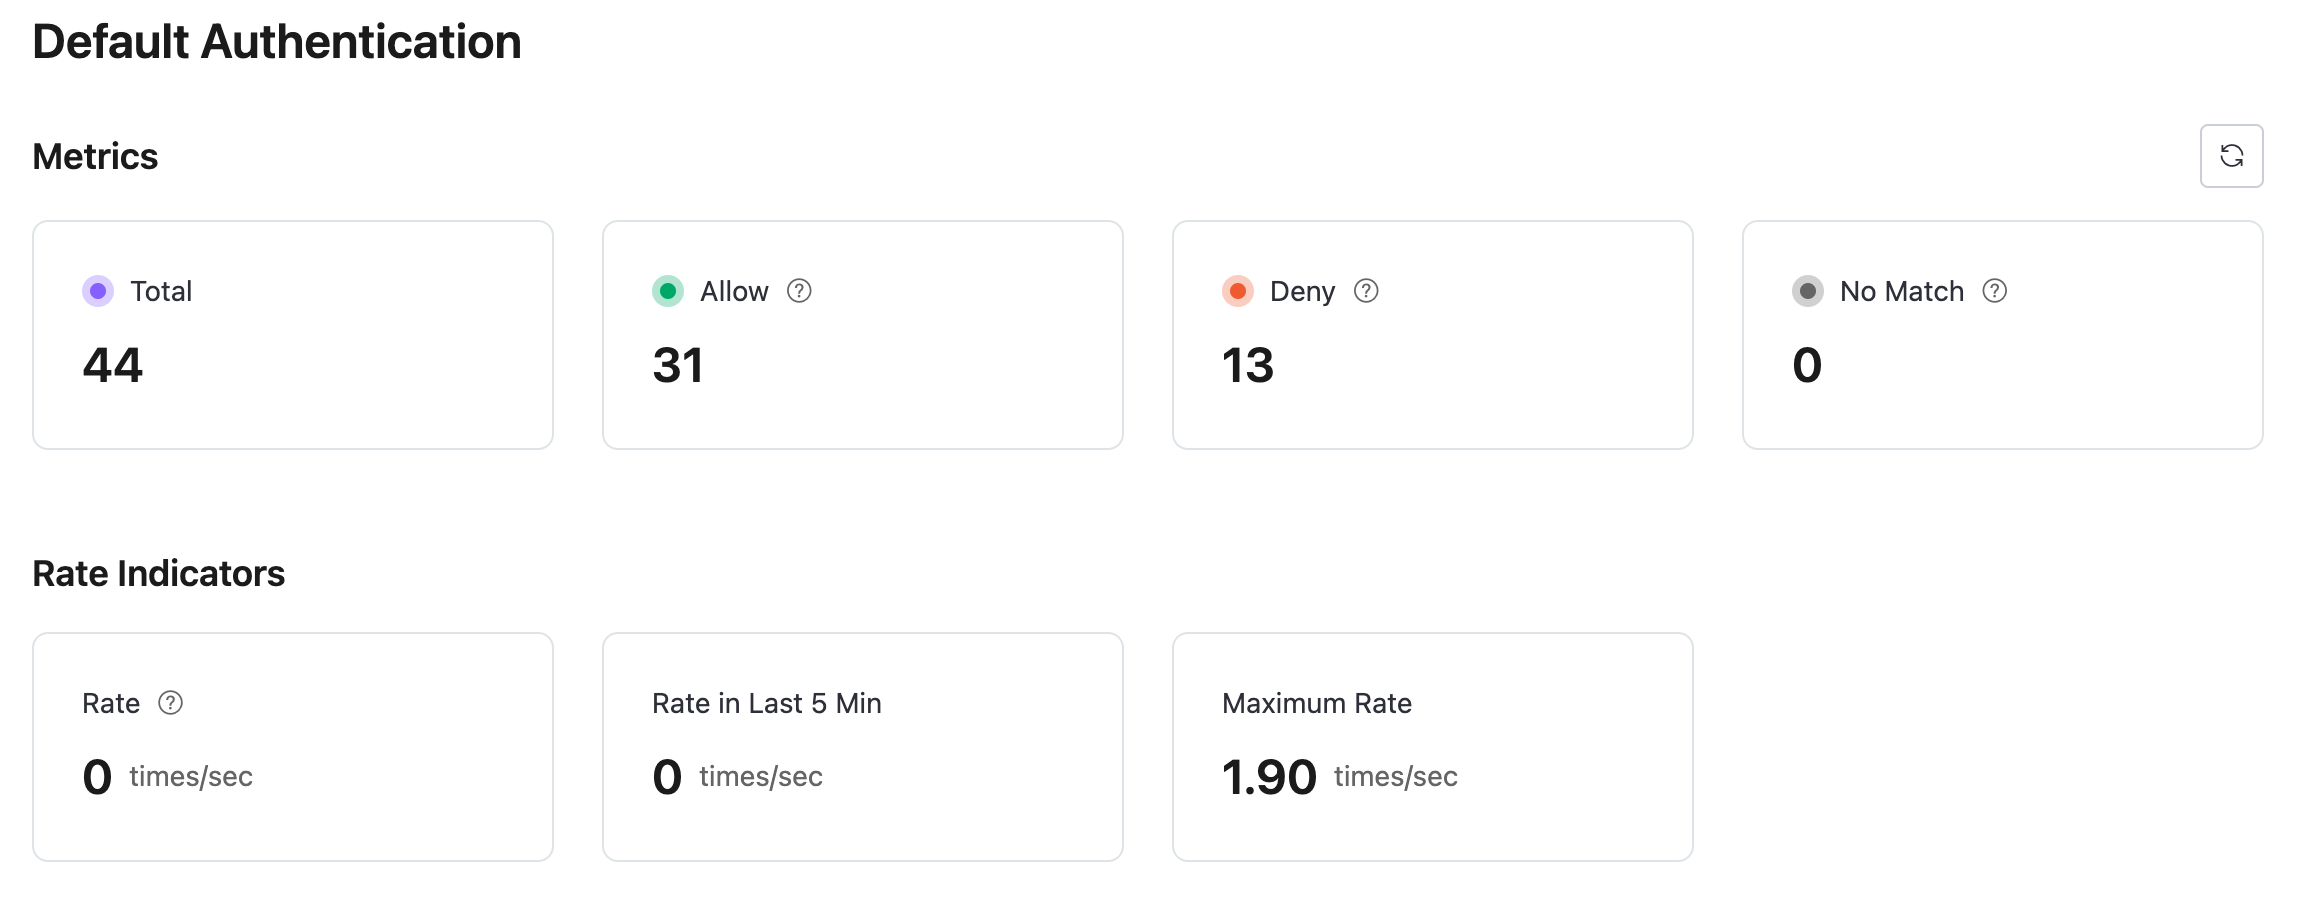 Default Authentication
Metrics
Total
44
Allow ?
31
Deny ?
13
No Match ?
0
Rate Indicators
Rate ?
0 times/sec
Rate in Last 5 Min
0 times/sec
Maximum Rate
1.90 times/sec